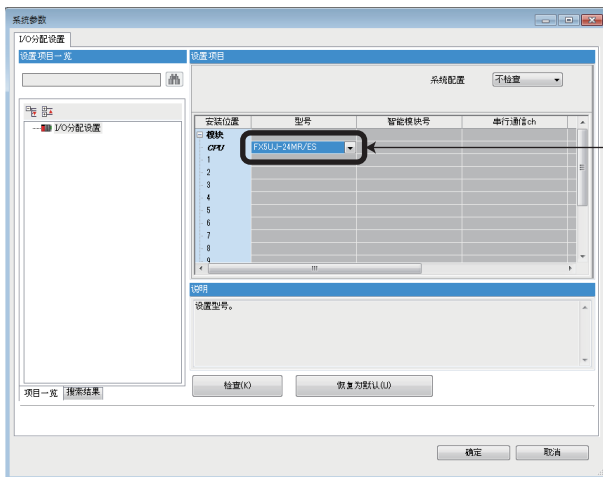 系统参数
I/O分配设置
设置项目一览
设置项目
系统配置 不检查
I/O分配设置
安装位置 型号 智能模块号 串行通信ch
模块
CPU FX5UJ-24MR/ES
1
2
3
4
5
6
7
8
9
说明
设置型号。
检查(K) 恢复为默认(U)
项目一览 搜索结果
确定 取消